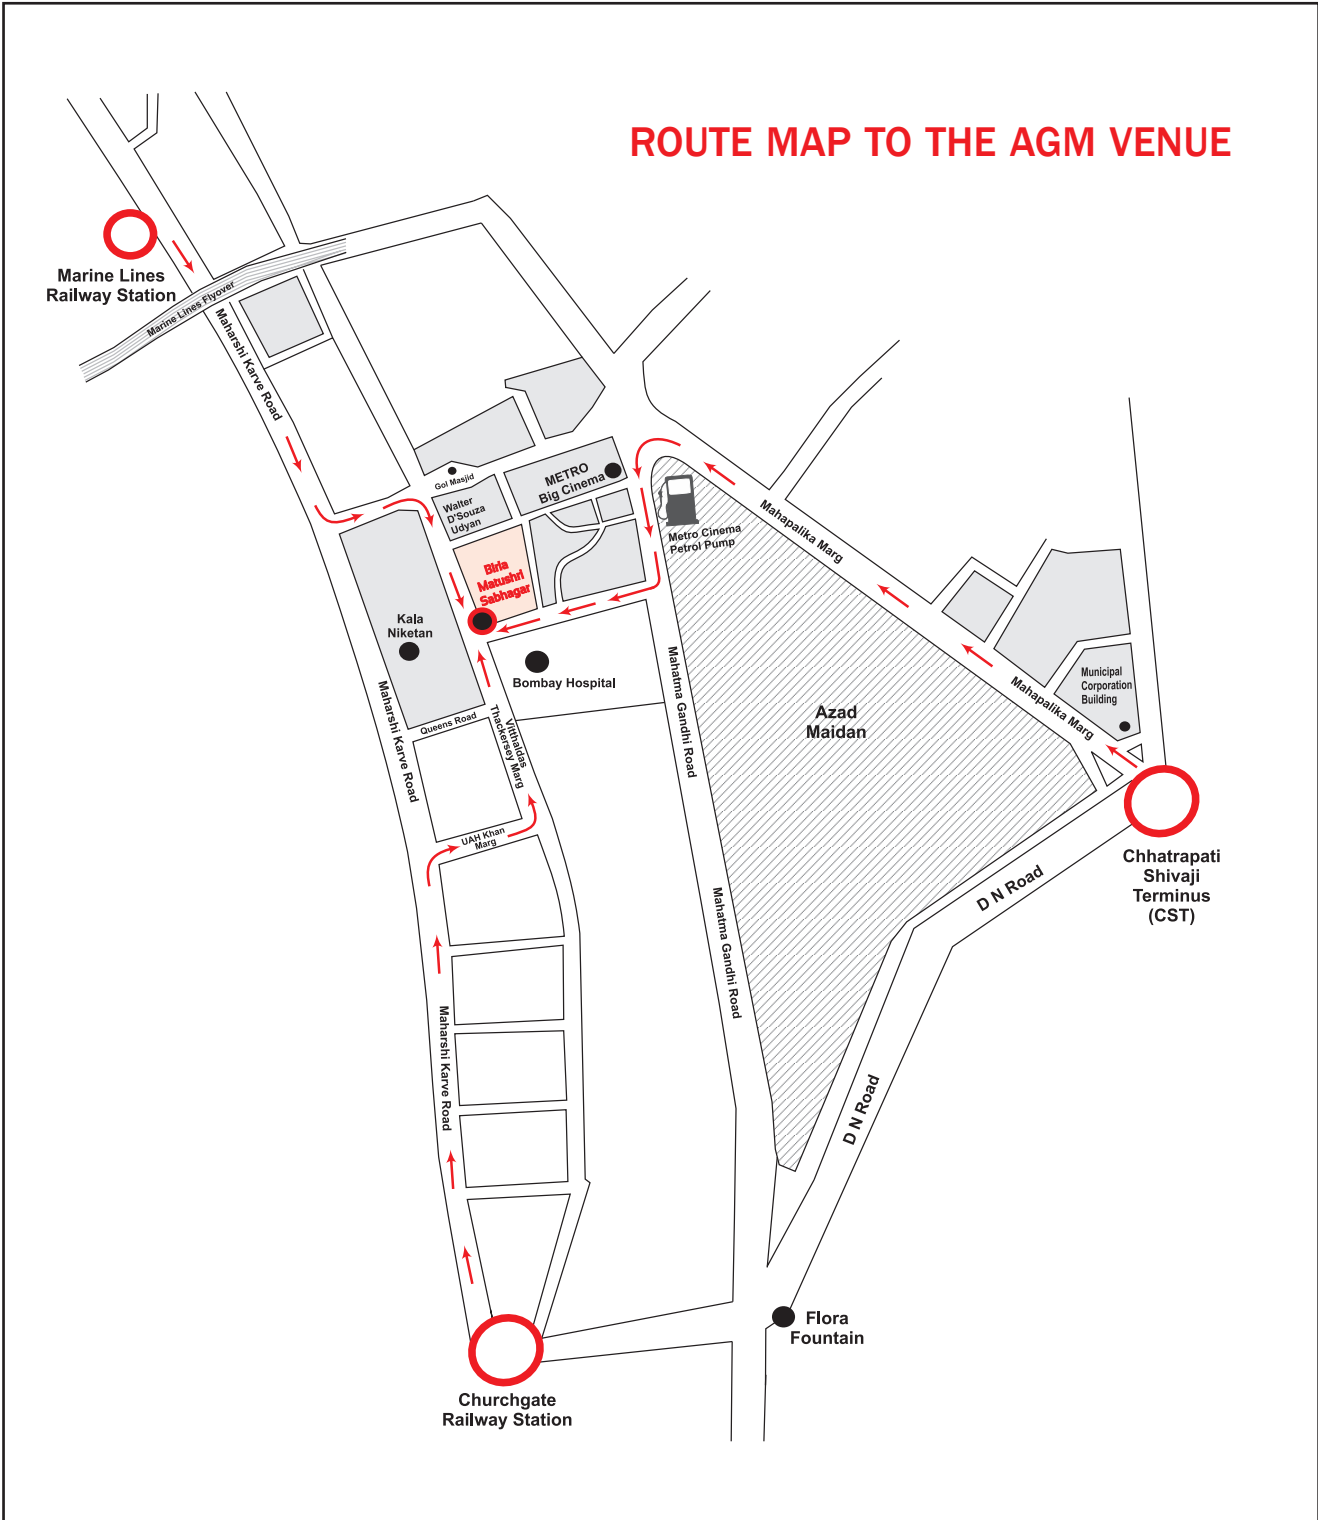 ROUTE MAP TO THE AGM VENUE
Marine Lines
Railway Station
Marine Lines Flyover
Maharshi Karve Road
Gol Masjid
METRO
Big Cinema
Walter
D'Souza
Udyan
Metro Cinema
Petrol Pump
Mahapalika Marg
Birla
Matushri
Sabhagar
Kala
Niketan
Bombay Hospital
Mahatma Gandhi Road
Azad
Maidan
Municipal
Corporation
Building
Mahapalika Marg
Maharshi Karve Road
Queens Road
Vitthaldas
Thackersey Marg
UAH Khan
Marg
Chhatrapati
Shivaji
Terminus
(CST)
D N Road
Mahatma Gandhi Road
Maharshi Karve Road
D N Road
Flora
Fountain
Churchgate
Railway Station